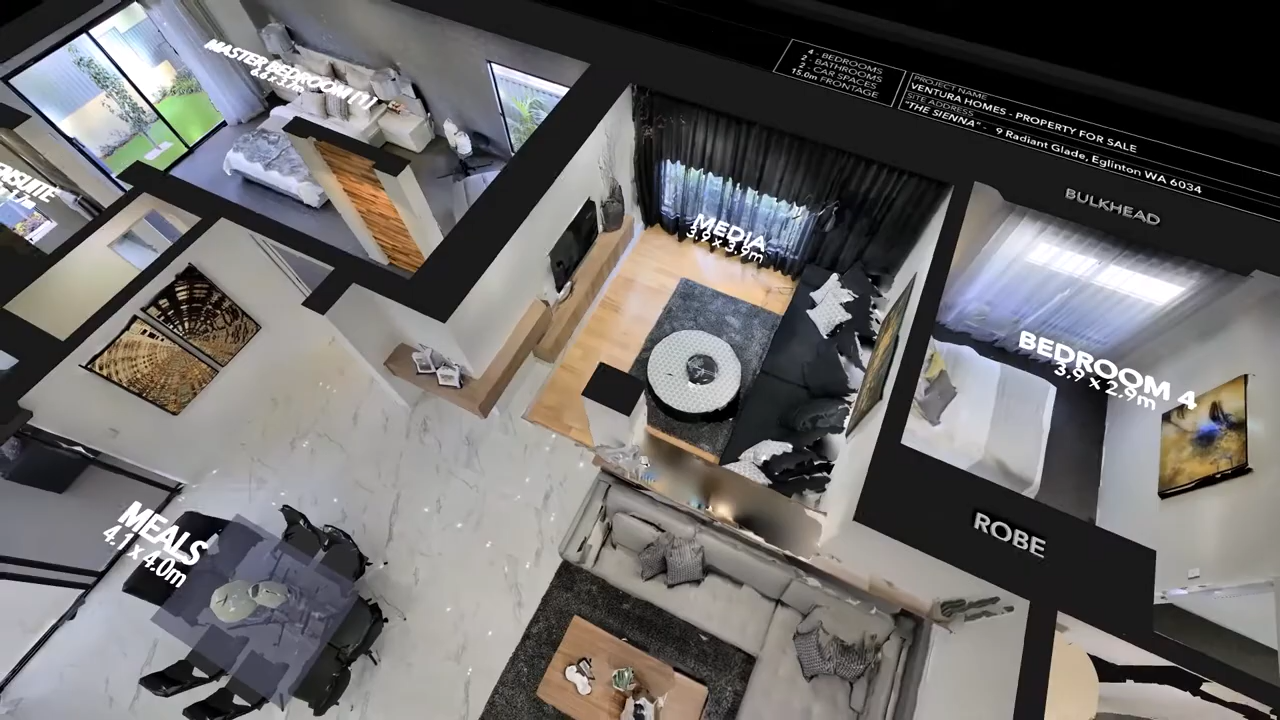 4 - BEDROOMS
2 - BATHROOMS
2 - CAR SPACES
15.0m FRONTAGE
PROJECT NAME
VENTURA HOMES - PROPERTY FOR SALE
SITE ADDRESS
"THE SIENNA" - 9 Radiant Glade, Eglinton WA 6034
MASTER BEDROOM [1]
ENSUITE
MEDIA
3.9 x 3.9m
BULKHEAD
BEDROOM 4
3.9 x 2.9m
ROBE
MEALS
4.1 x 4.0m